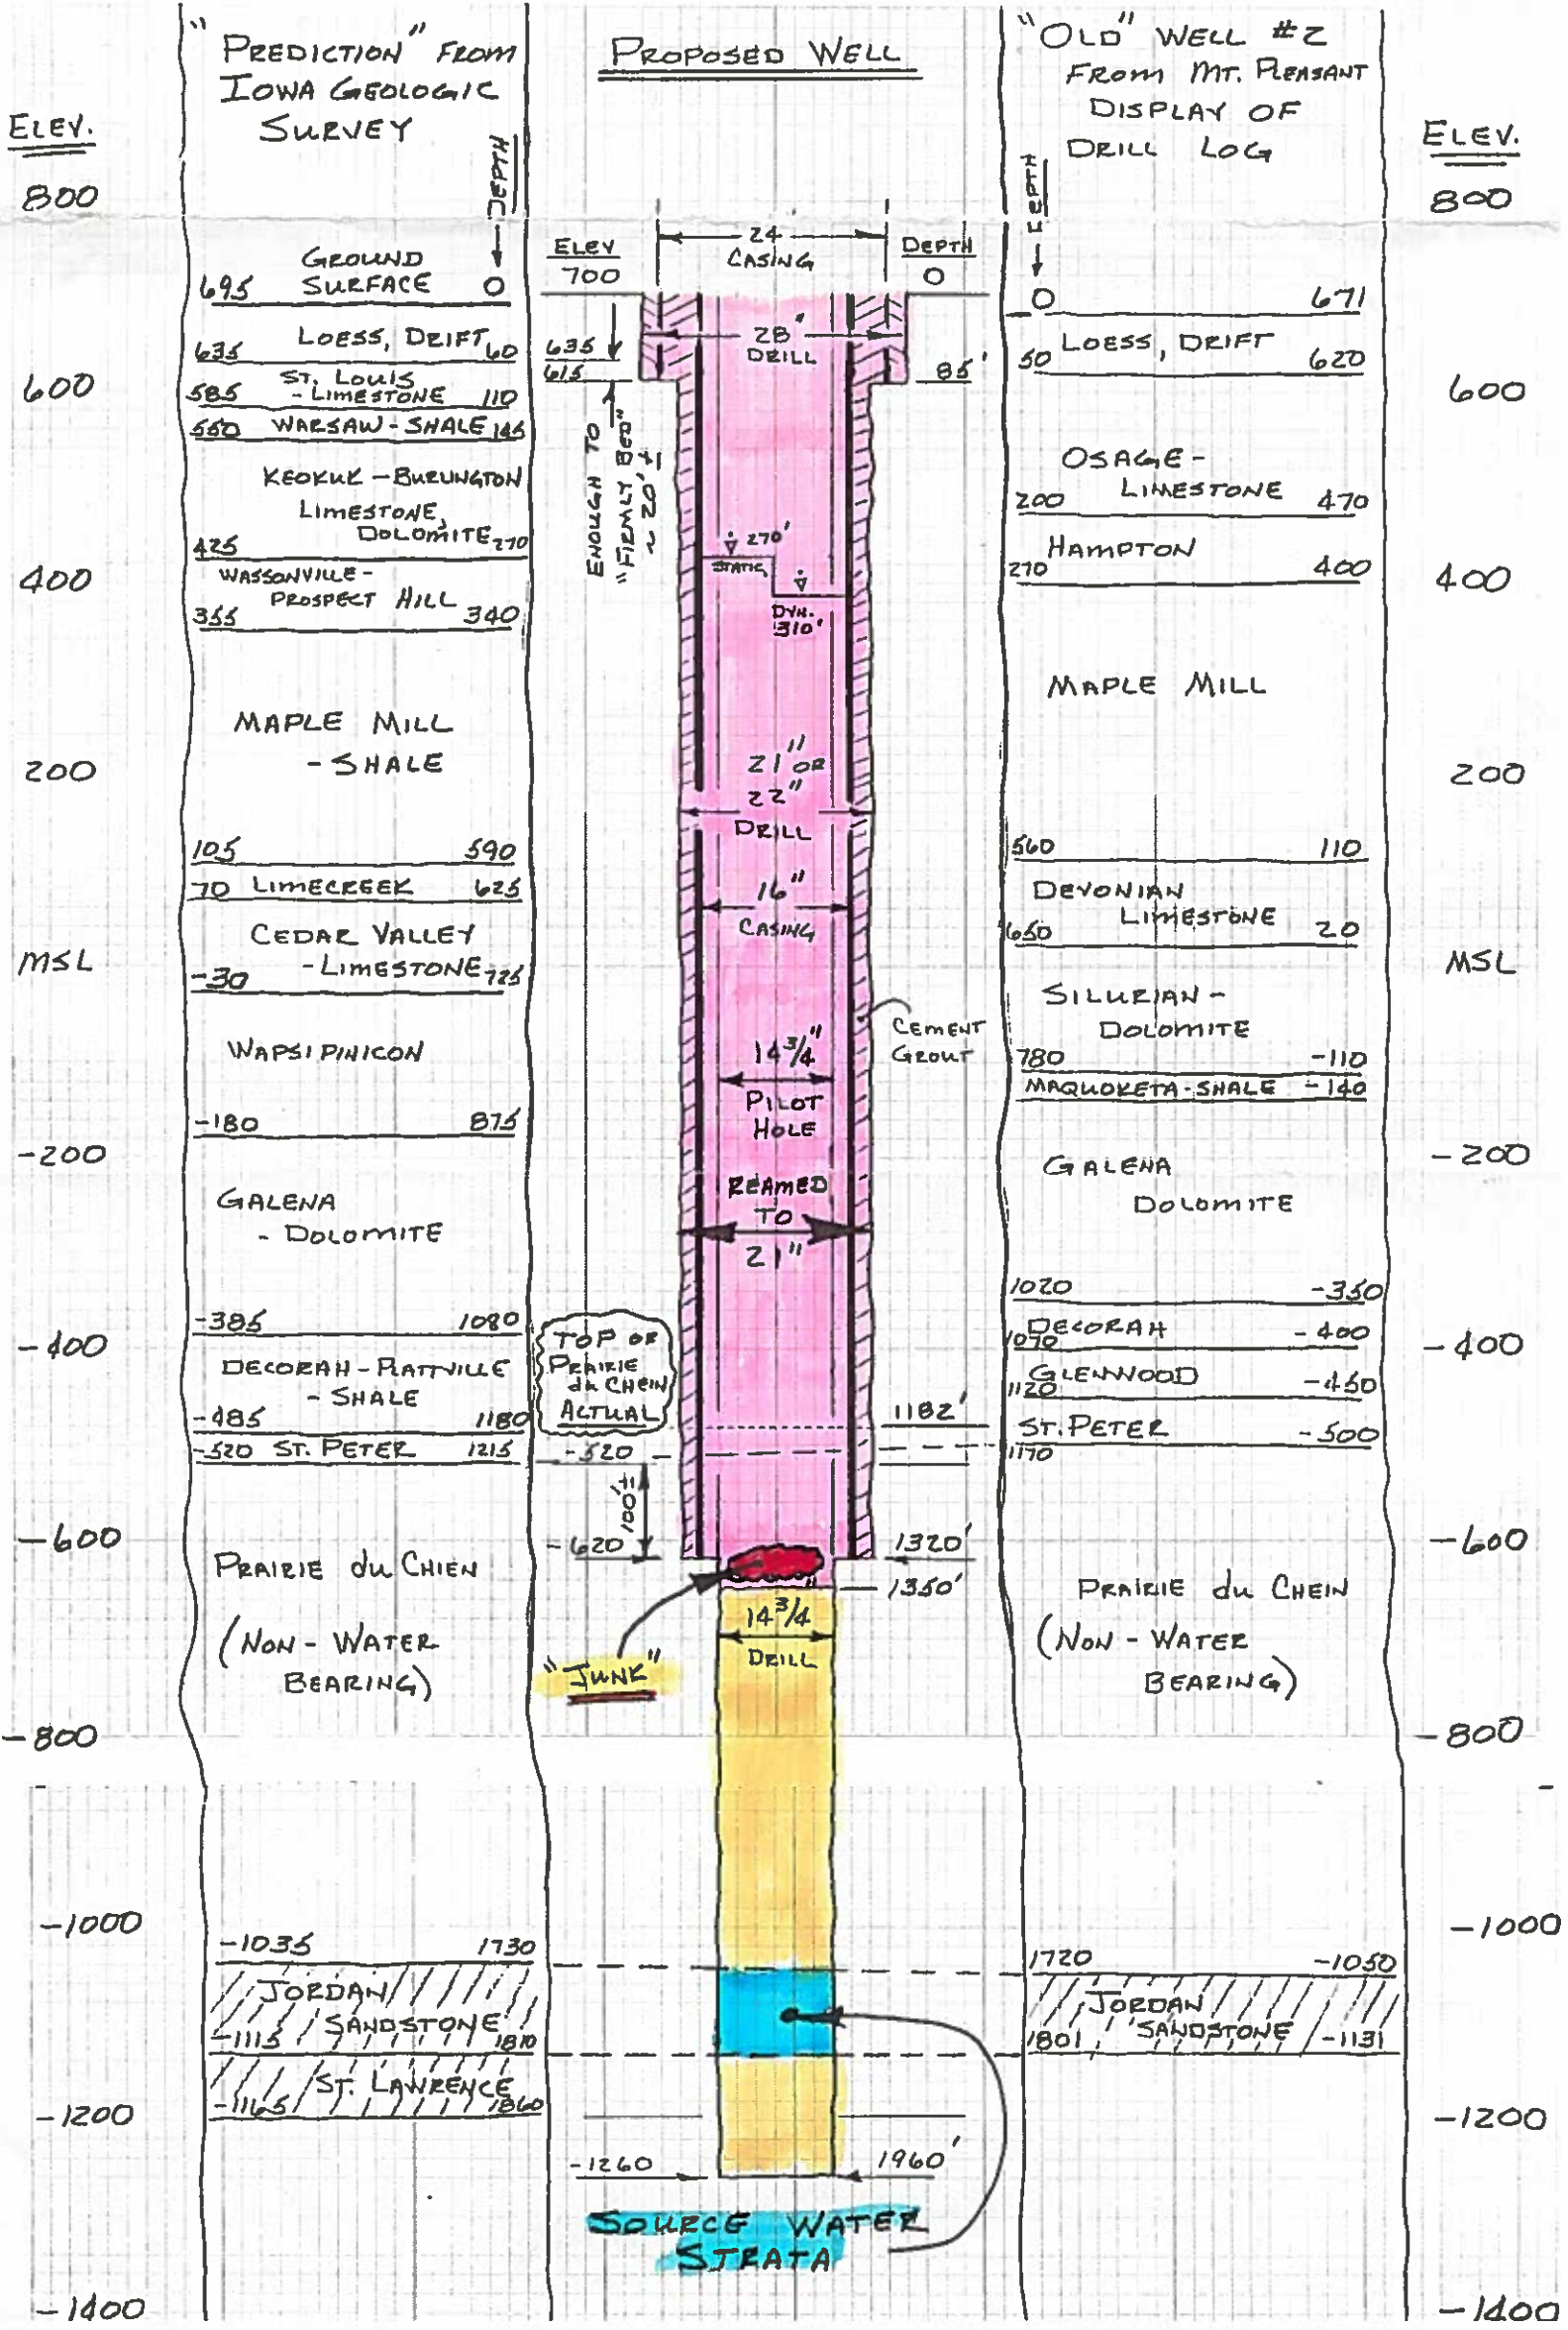 "PREDICTION" FROM
IOWA GEOLOGIC
SURVEY
ELEV.
800
600
400
200
MSL
-200
-400
-600
-800
-1000
-1200
-1400
DEPTH
GROUND
695 SURFACE 0
LOESS, DRIFT
635 60
ST. LOUIS
585 - LIMESTONE 110
550 WARSAW - SHALE 145
KEOKUK - BURLINGTON
LIMESTONE,
DOLOMITE
425 270
WASSONVILLE -
PROSPECT HILL
355 340
MAPLE MILL
- SHALE
105 590
70 LIMECREEK 625
CEDAR VALLEY
- LIMESTONE
-30 725
WAPSIPINICON
-180 875
GALENA
- DOLOMITE
-385 1080
DECORAH - PLATTVILLE
- SHALE
-485 1180
-520 ST. PETER 1215
PRAIRIE du CHIEN
(NON - WATER
BEARING)
-1035 1730
JORDAN
SANDSTONE
-1115 1810
ST. LAWRENCE
-1165 1860
PROPOSED WELL
ELEV
700
24
CASING
DEPTH
0
28"
DRILL
635
615
85'
ENOUGH TO
"FIRMLY BED"
~ 20' ±
270'
STATIC
DYN.
310'
21" OR
22"
DRILL
16"
CASING
CEMENT
GROUT
14 3/4"
PILOT
HOLE
REAMED
TO
21"
TOP OF
PRAIRIE
du CHEIN
ACTUAL
1182'
-520
100'±
-620
1320'
1350'
14 3/4"
DRILL
"JUNK"
-1260
1960'
SOURCE WATER
STRATA
"OLD" WELL #2
FROM MT. PLEASANT
DISPLAY OF
DRILL LOG
DEPTH
0 671
LOESS, DRIFT
50 620
OSAGE -
LIMESTONE
200 470
HAMPTON
270 400
MAPLE MILL
560 110
DEVONIAN
LIMESTONE
650 20
SILURIAN -
DOLOMITE
780 -110
MAQUOKETA - SHALE -140
GALENA
DOLOMITE
1020 -350
DECORAH -400
1070
GLENWOOD -450
1120
ST. PETER -500
1170
PRAIRIE du CHEIN
(NON - WATER
BEARING)
1720 -1050
JORDAN
SANDSTONE
1801 -1131
ELEV.
800
600
400
200
MSL
-200
-400
-600
-800
-1000
-1200
-1400